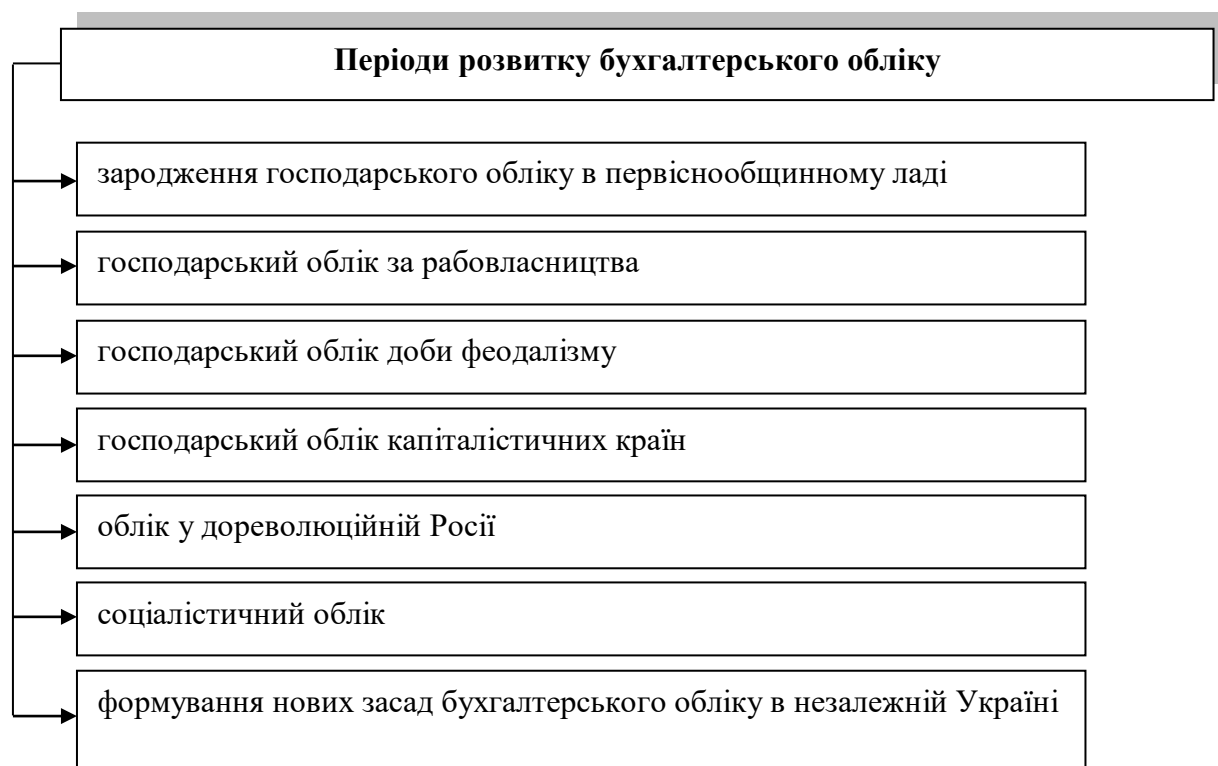 Періоди розвитку бухгалтерського обліку
зародження господарського обліку в первіснообщинному ладі
господарський облік за рабовласництва
господарський облік доби феодалізму
господарський облік капіталістичних країн
облік у дореволюційній Росії
соціалістичний облік
формування нових засад бухгалтерського обліку в незалежній Україні